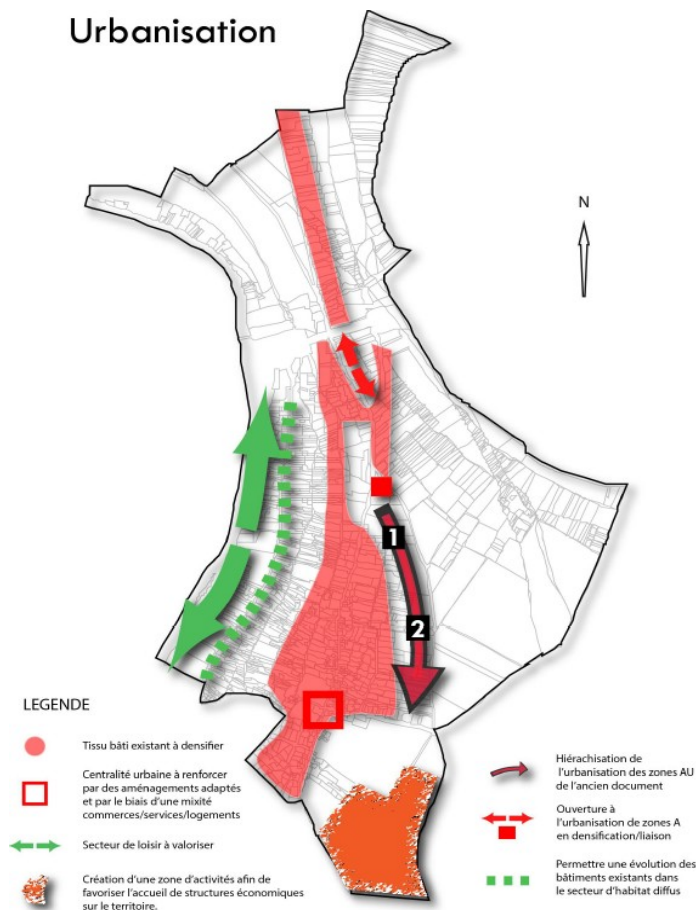 Urbanisation
N
1
2
LEGENDE
Tissu bâti existant à densifier
Centralité urbaine à renforcer
par des aménagements adaptés
et par le biais d'une mixité
commerces/services/logements
Secteur de loisir à valoriser
Création d'une zone d'activités afin de
favoriser l'accueil de structures économiques
sur le territoire.
Hiérachisation de
l'urbanisation des zones AU
de l'ancien document
Ouverture à
l'urbanisation de zones A
en densification/liaison
Permettre une évolution des
bâtiments existants dans
le secteur d'habitat diffus